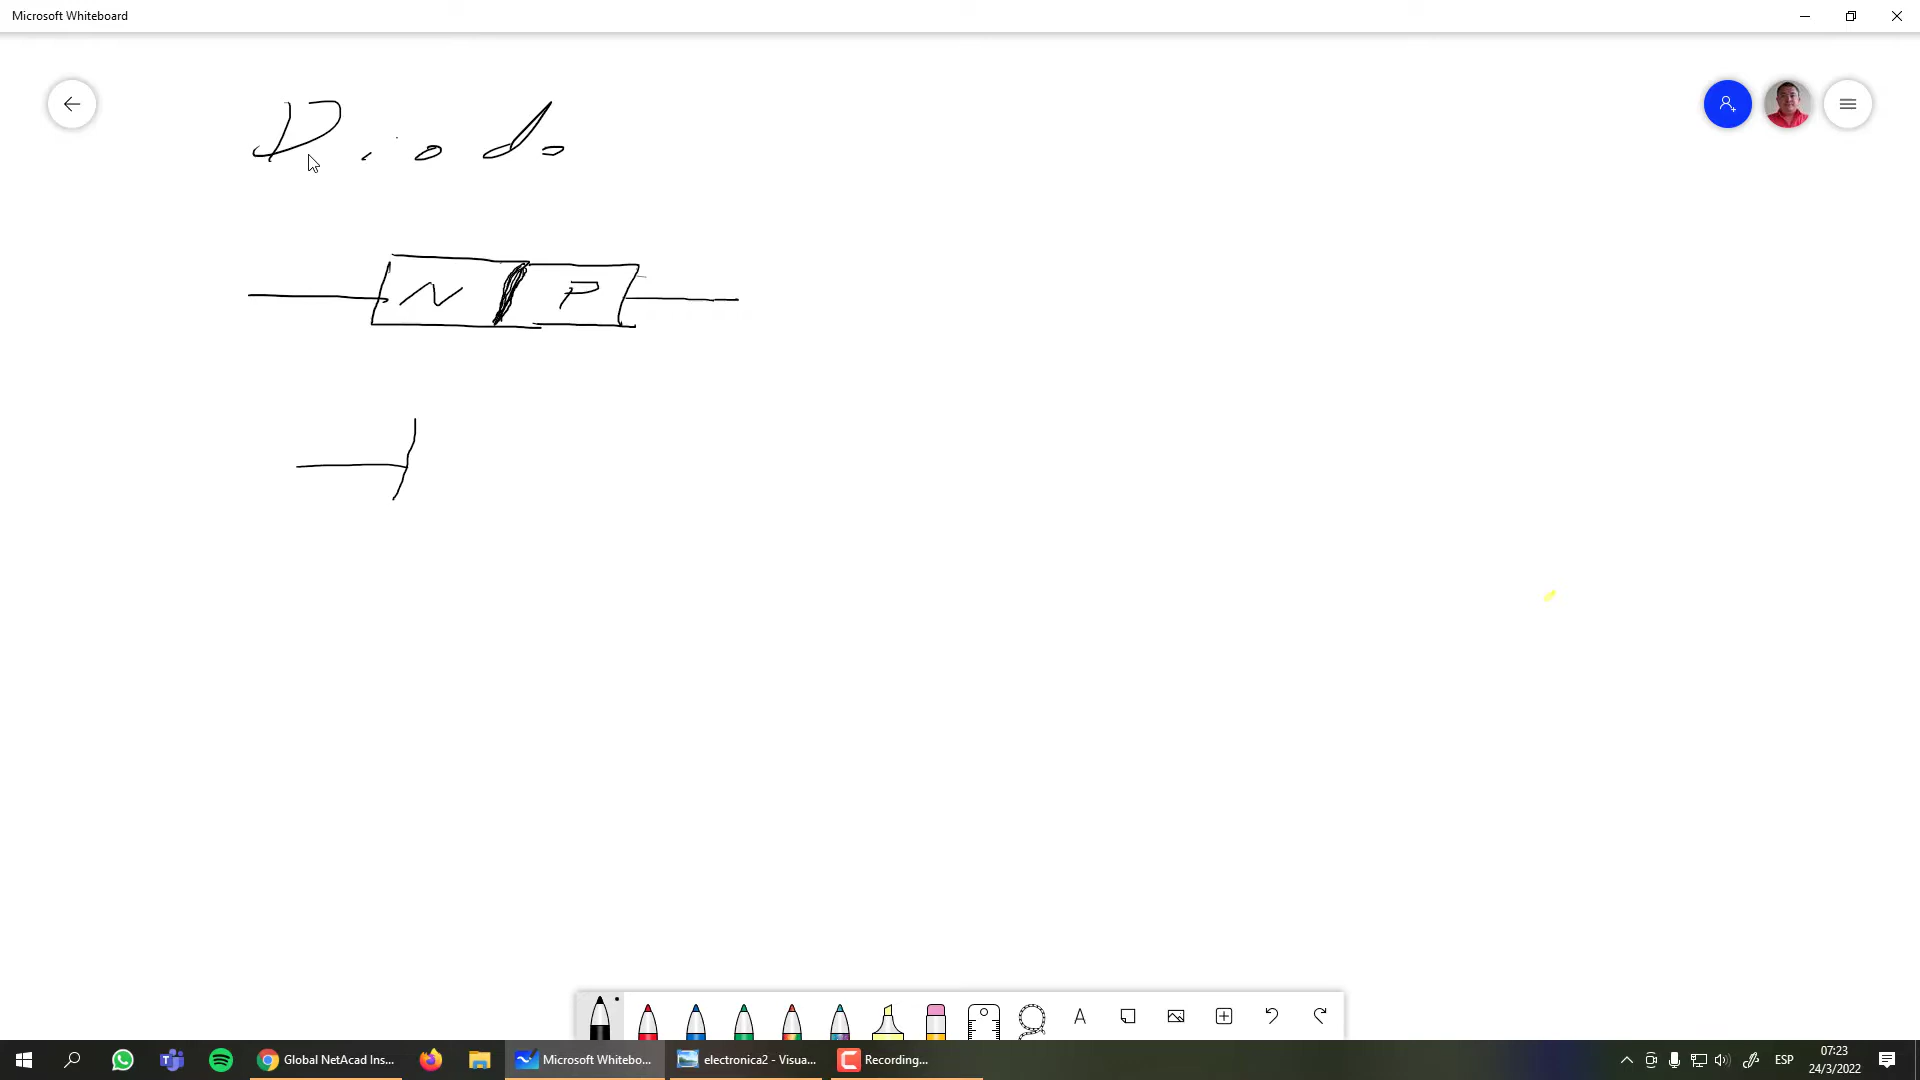 Microsoft Whiteboard
Diodo
N P
A
Global NetAcad Ins...
Microsoft Whitebo...
electronica2 - Visua...
Recording...
ESP
07:23
24/3/2022